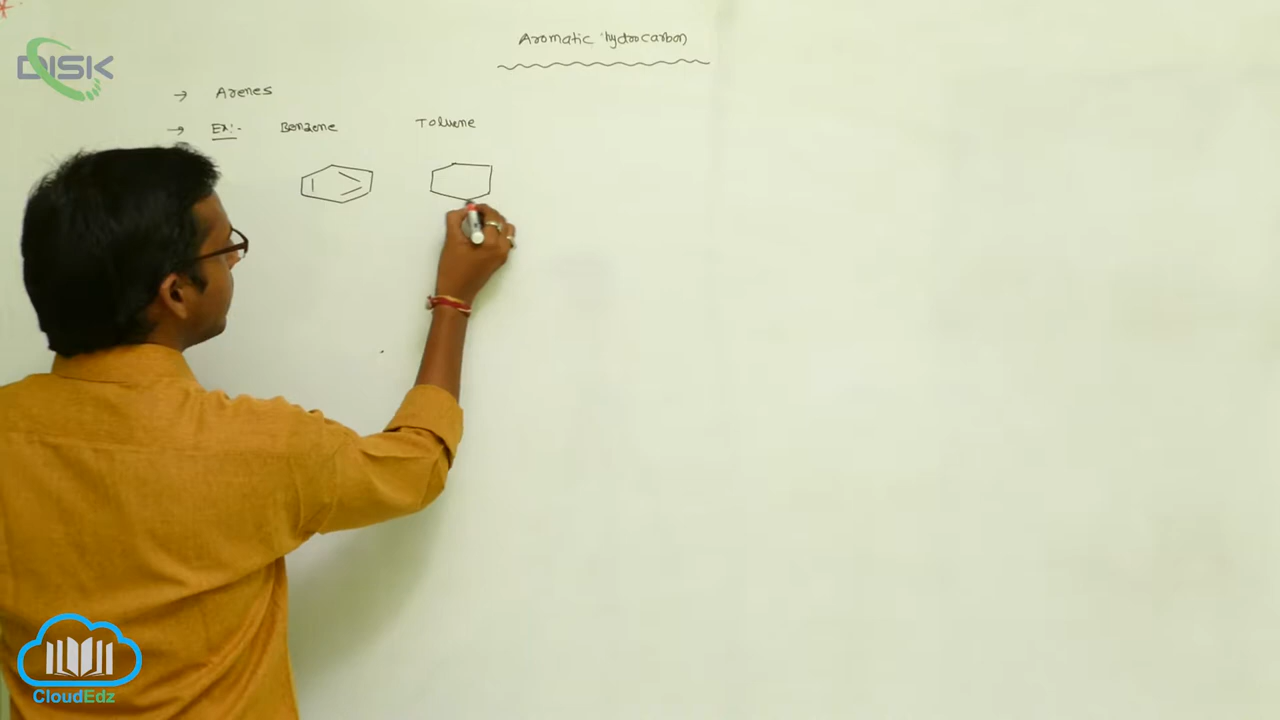 Aromatic hydrocarbon
DISK
→ Arenes
→ Ex:- Benzene Toluene
CloudEdz